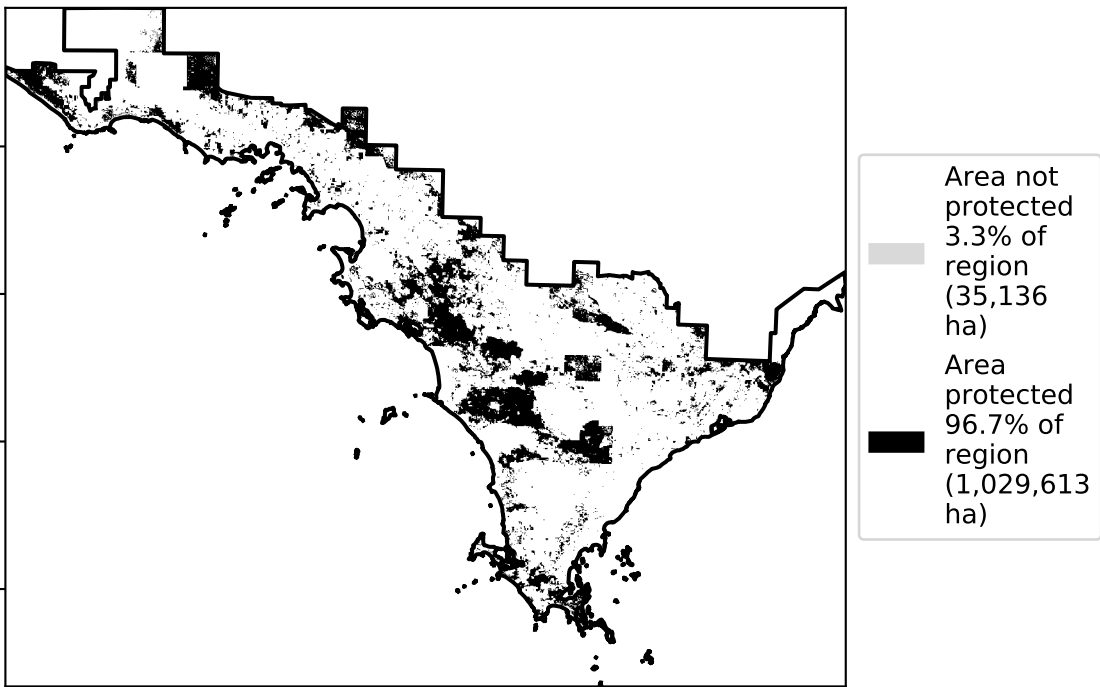 Area not
protected
3.3% of
region
(35,136
ha)
Area
protected
96.7% of
region
(1,029,613
ha)